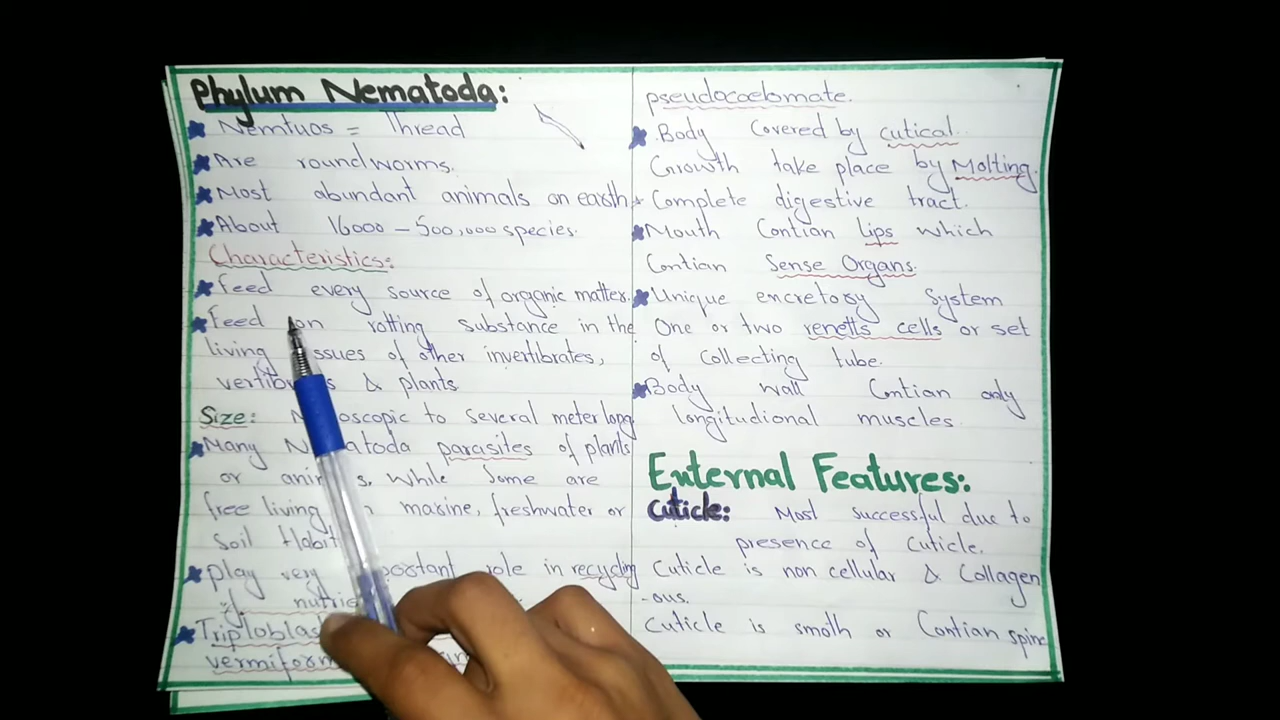 Phylum Nematoda:
Nemtuos = Thread
Are roundworms.
Most abundant animals on earth
About 16000 – 500,000 species.
Characteristics:
Feed every source of organic matter.
Feed on rotting substance in the
living issues of other invertibrates,
& plants.
Size: to several meter long
Many parasites of plants
or While Some are
free living marine, freshwater or
Soil
Play very role in recycling
of
pseudocoelomate.
Body Covered by cutical.
Growth take place by Molting.
Complete digestive tract.
Mouth Contian lips which
Contian Sense Organs.
Unique encretory System
One or two renetts cells or set
of collecting tube.
Body wall Contian only
longitudional muscles.
External Features:
Cuticle: Most successful due to
presence of Cuticle.
Cuticle is non cellular & Collagen
-ous.
Cuticle is smoth or Contian spine